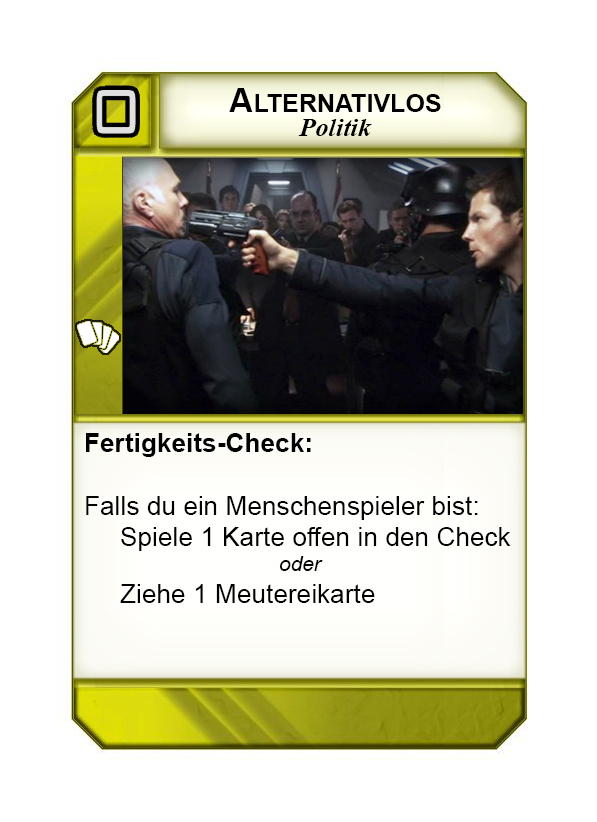 0
ALTERNATIVLOS
Politik
Fertigkeits-Check:
Falls du ein Menschenspieler bist:
Spiele 1 Karte offen in den Check
oder
Ziehe 1 Meutereikarte